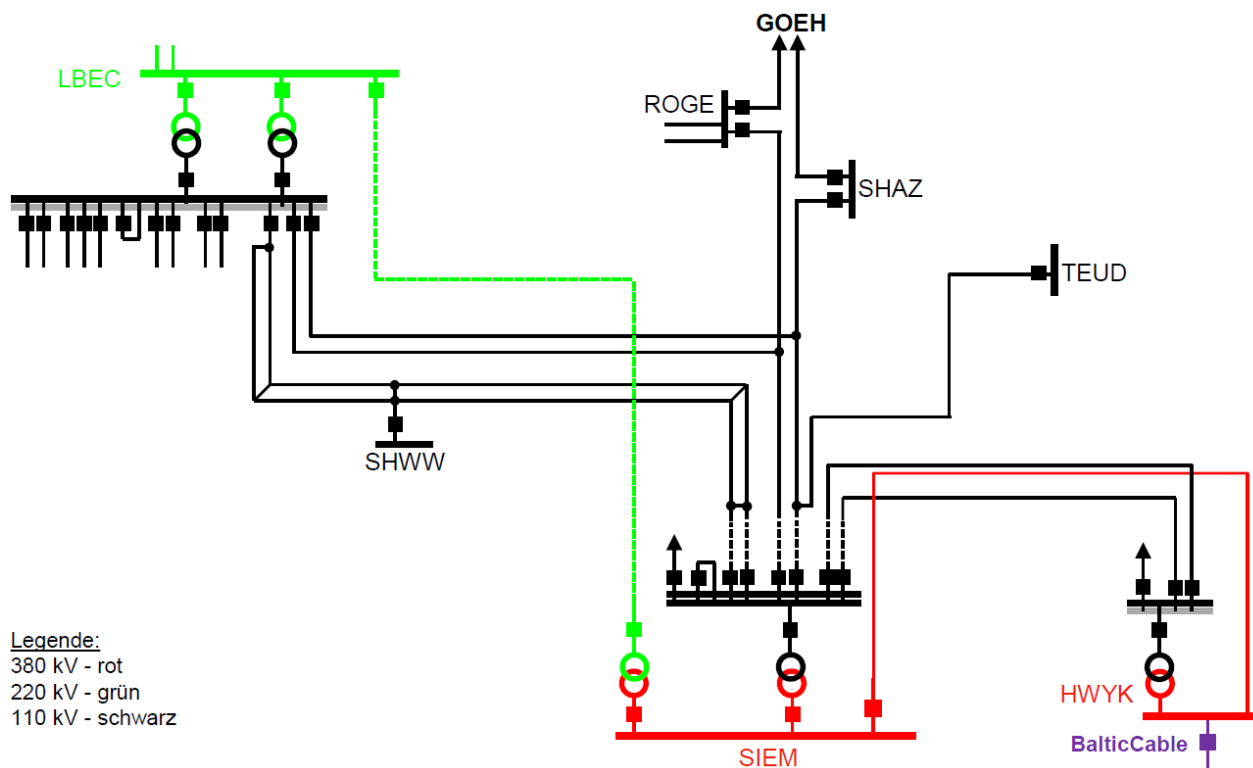 GOEH
LBEC
ROGE
SHAZ
TEUD
SHWW
Legende:
380 kV - rot
220 kV - grün
110 kV - schwarz
HWYK
BalticCable
SIEM